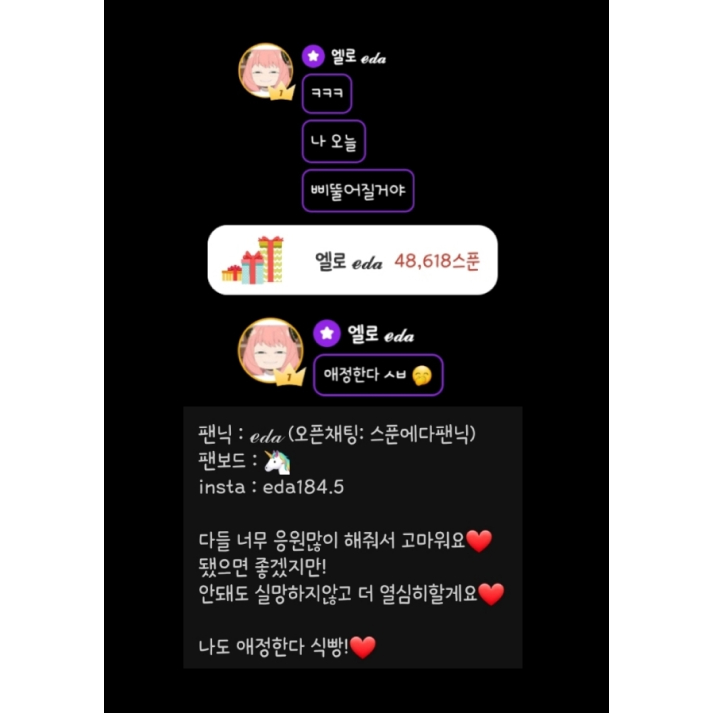 엘로 𝓮𝓭𝓪
ㅋㅋㅋ
나 오늘
삐뚤어질거야
엘로 𝓮𝓭𝓪 48,618스푼
엘로 𝓮𝓭𝓪
1
애정한다 ㅅㅂ 🤭
팬닉 : 𝓮𝓭𝓪 (오픈채팅: 스푼에다팬닉)
팬보드 : 🦄
insta : eda184.5
다들 너무 응원많이 해줘서 고마워요❤️
됐으면 좋겠지만!
안돼도 실망하지않고 더 열심히할게요❤️
나도 애정한다 식빵!❤️